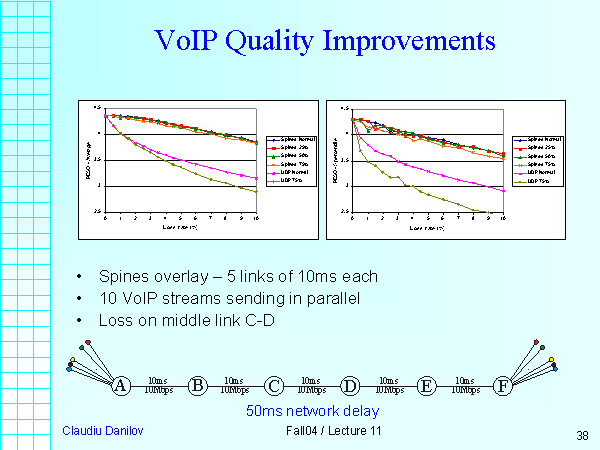 VoIP Quality Improvements
4.5
4
3.5
3
2.5
0 1 2 3 4 5 6 7 8 9 10
Loss rate (%)
Spines Normal
Spines 25%
Spines 50%
Spines 75%
UDP Normal
UDP 75%
4.5
4
3.5
3
2.5
0 1 2 3 4 5 6 7 8 9 10
Loss rate (%)
Spines Normal
Spines 25%
Spines 50%
Spines 75%
UDP Normal
UDP 75%
• Spines overlay – 5 links of 10ms each
• 10 VoIP streams sending in parallel
• Loss on middle link C-D
10ms 10ms 10ms 10ms 10ms
A B C D E F
10Mbps 10Mbps 10Mbps 10Mbps 10Mbps
50ms network delay
Claudiu Danilov Fall04 / Lecture 11 38